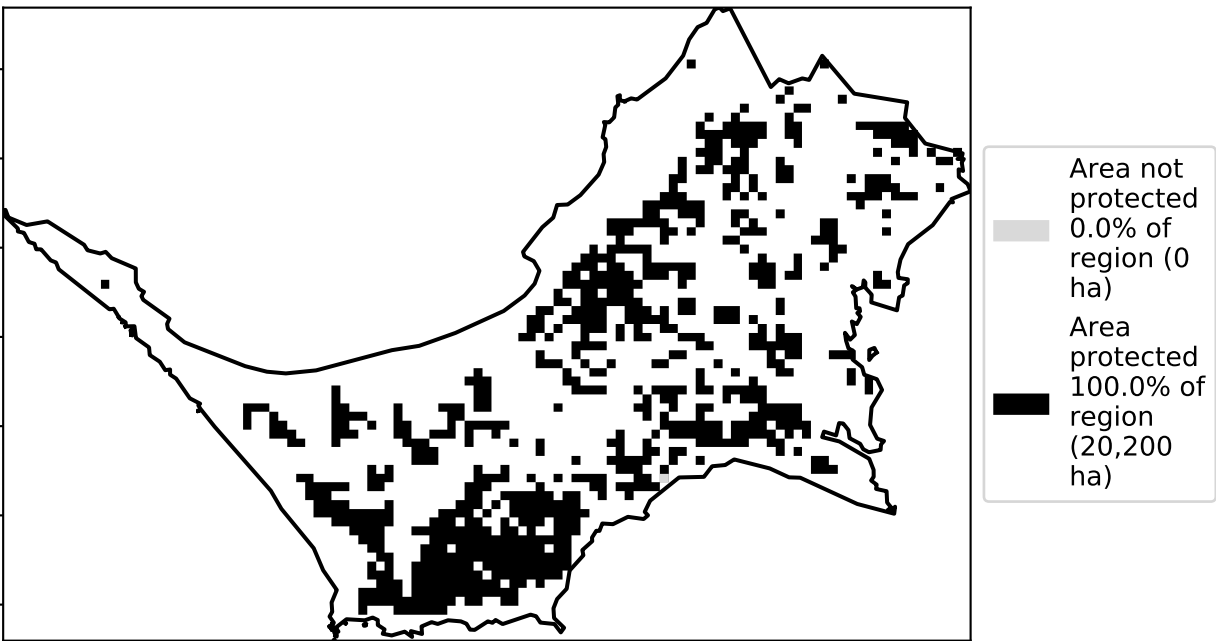 Area not
protected
0.0% of
region (0
ha)
Area
protected
100.0% of
region
(20,200
ha)